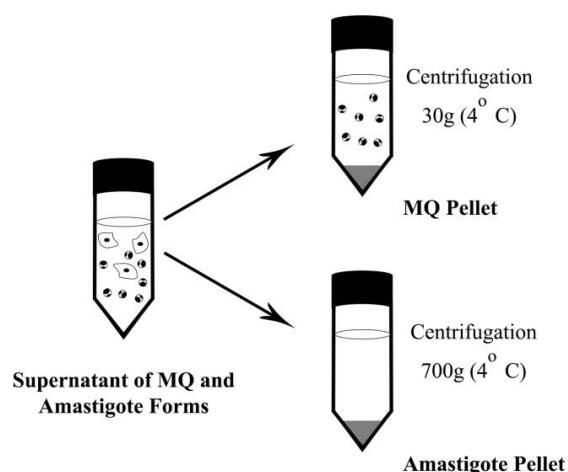 Centrifugation
30g (4° C)
MQ Pellet
Supernatant of MQ and
Amastigote Forms
Centrifugation
700g (4° C)
Amastigote Pellet